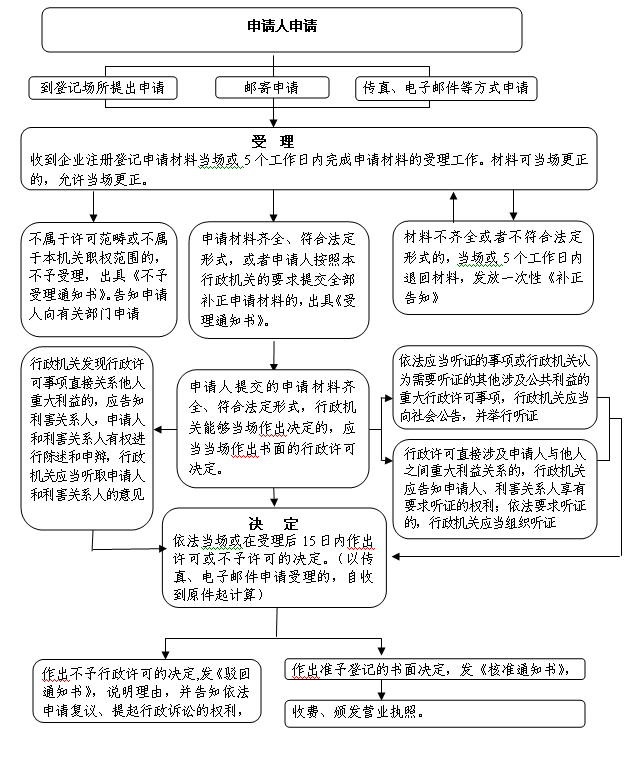 申请人申请
到登记场所提出申请
邮寄申请
传真、电子邮件等方式申请
受 理
收到企业注册登记申请材料当场或5个工作日内完成申请材料的受理工作。材料可当场更正
的，允许当场更正。
不属于许可范畴或不属
于本机关职权范围的，
不予受理，出具《不予
受理通知书》。告知申请
人向有关部门申请
申请材料齐全、符合法定
形式，或者申请人按照本
行政机关的要求提交全部
补正申请材料的，出具《受
理通知书》。
材料不齐全或者不符合法定
形式的，当场或5个工作日内
退回材料，发放一次性《补正
告知》
行政机关发现行政许
可事项直接关系他人
重大利益的，应告知
利害关系人，申请人
和利害关系人有权进
行陈述和申辩，行政
机关应当听取申请人
和利害关系人的意见
申请人提交的申请材料齐
全、符合法定形式，行政机
关能够当场作出决定的，应
当当场作出书面的行政许可
决定。
依法应当听证的事项或行政机关认
为需要听证的其他涉及公共利益的
重大行政许可事项，行政机关应当
向社会公告，并举行听证
行政许可直接涉及申请人与他人
之间重大利益关系的，行政机关
应告知申请人、利害关系人享有
要求听证的权利；依法要求听证
的，行政机关应当组织听证
决 定
依法当场或在受理后15日内作出
许可或不予许可的决定。（以传
真、电子邮件申请受理的，自收
到原件起计算）
作出不予行政许可的决定,发《驳回
通知书》，说明理由，并告知依法
申请复议、提起行政诉讼的权利，
作出准予登记的书面决定，发《核准通知书》，
收费、颁发营业执照。